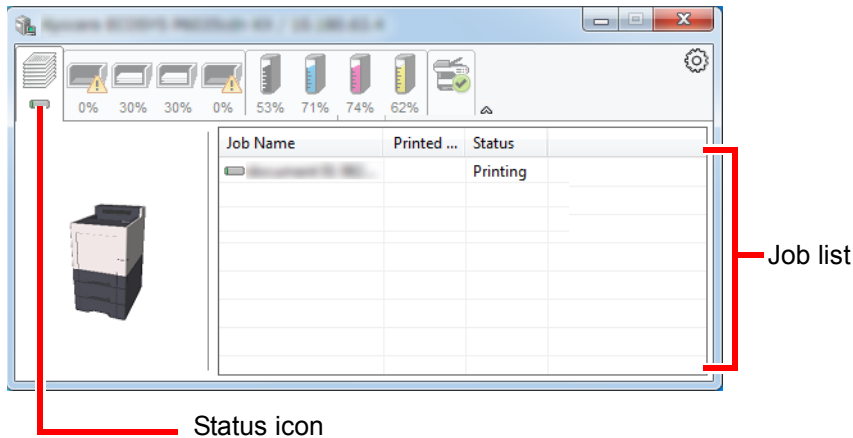 0% 30% 30% 0% 53% 71% 74% 62%
Job Name Printed ... Status
Printing
Job list
Status icon